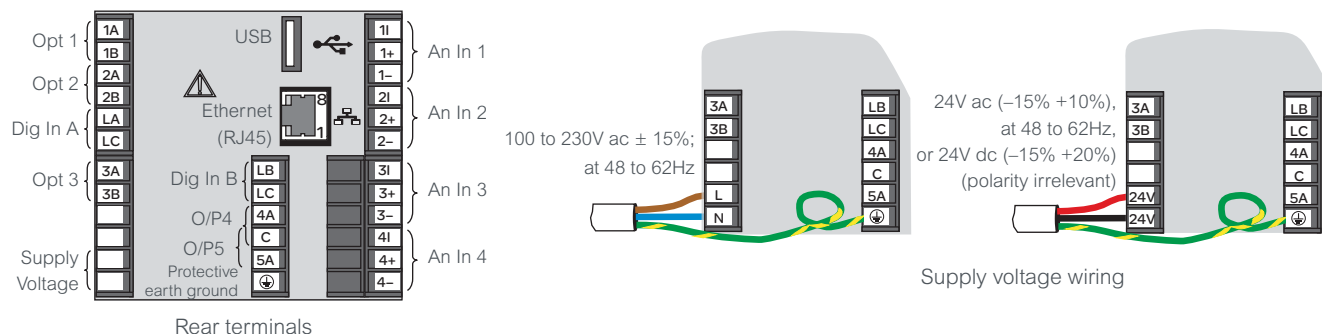 Opt 1
Opt 2
Dig In A
Opt 3
Supply
Voltage
1A
1B
2A
2B
LA
LC
3A
3B
USB
Ethernet
(RJ45)
8
1
Dig In B
O/P4
O/P5
Protective
earth ground
LB
LC
4A
C
5A
1I
1+
1–
2I
2+
2–
3I
3+
3–
4I
4+
4–
An In 1
An In 2
An In 3
An In 4
Rear terminals
100 to 230V ac ± 15%;
at 48 to 62Hz
3A
3B
L
N
LB
LC
4A
C
5A
24V ac (–15% +10%),
at 48 to 62Hz,
or 24V dc (–15% +20%)
(polarity irrelevant)
3A
3B
24V
24V
LB
LC
4A
C
5A
Supply voltage wiring